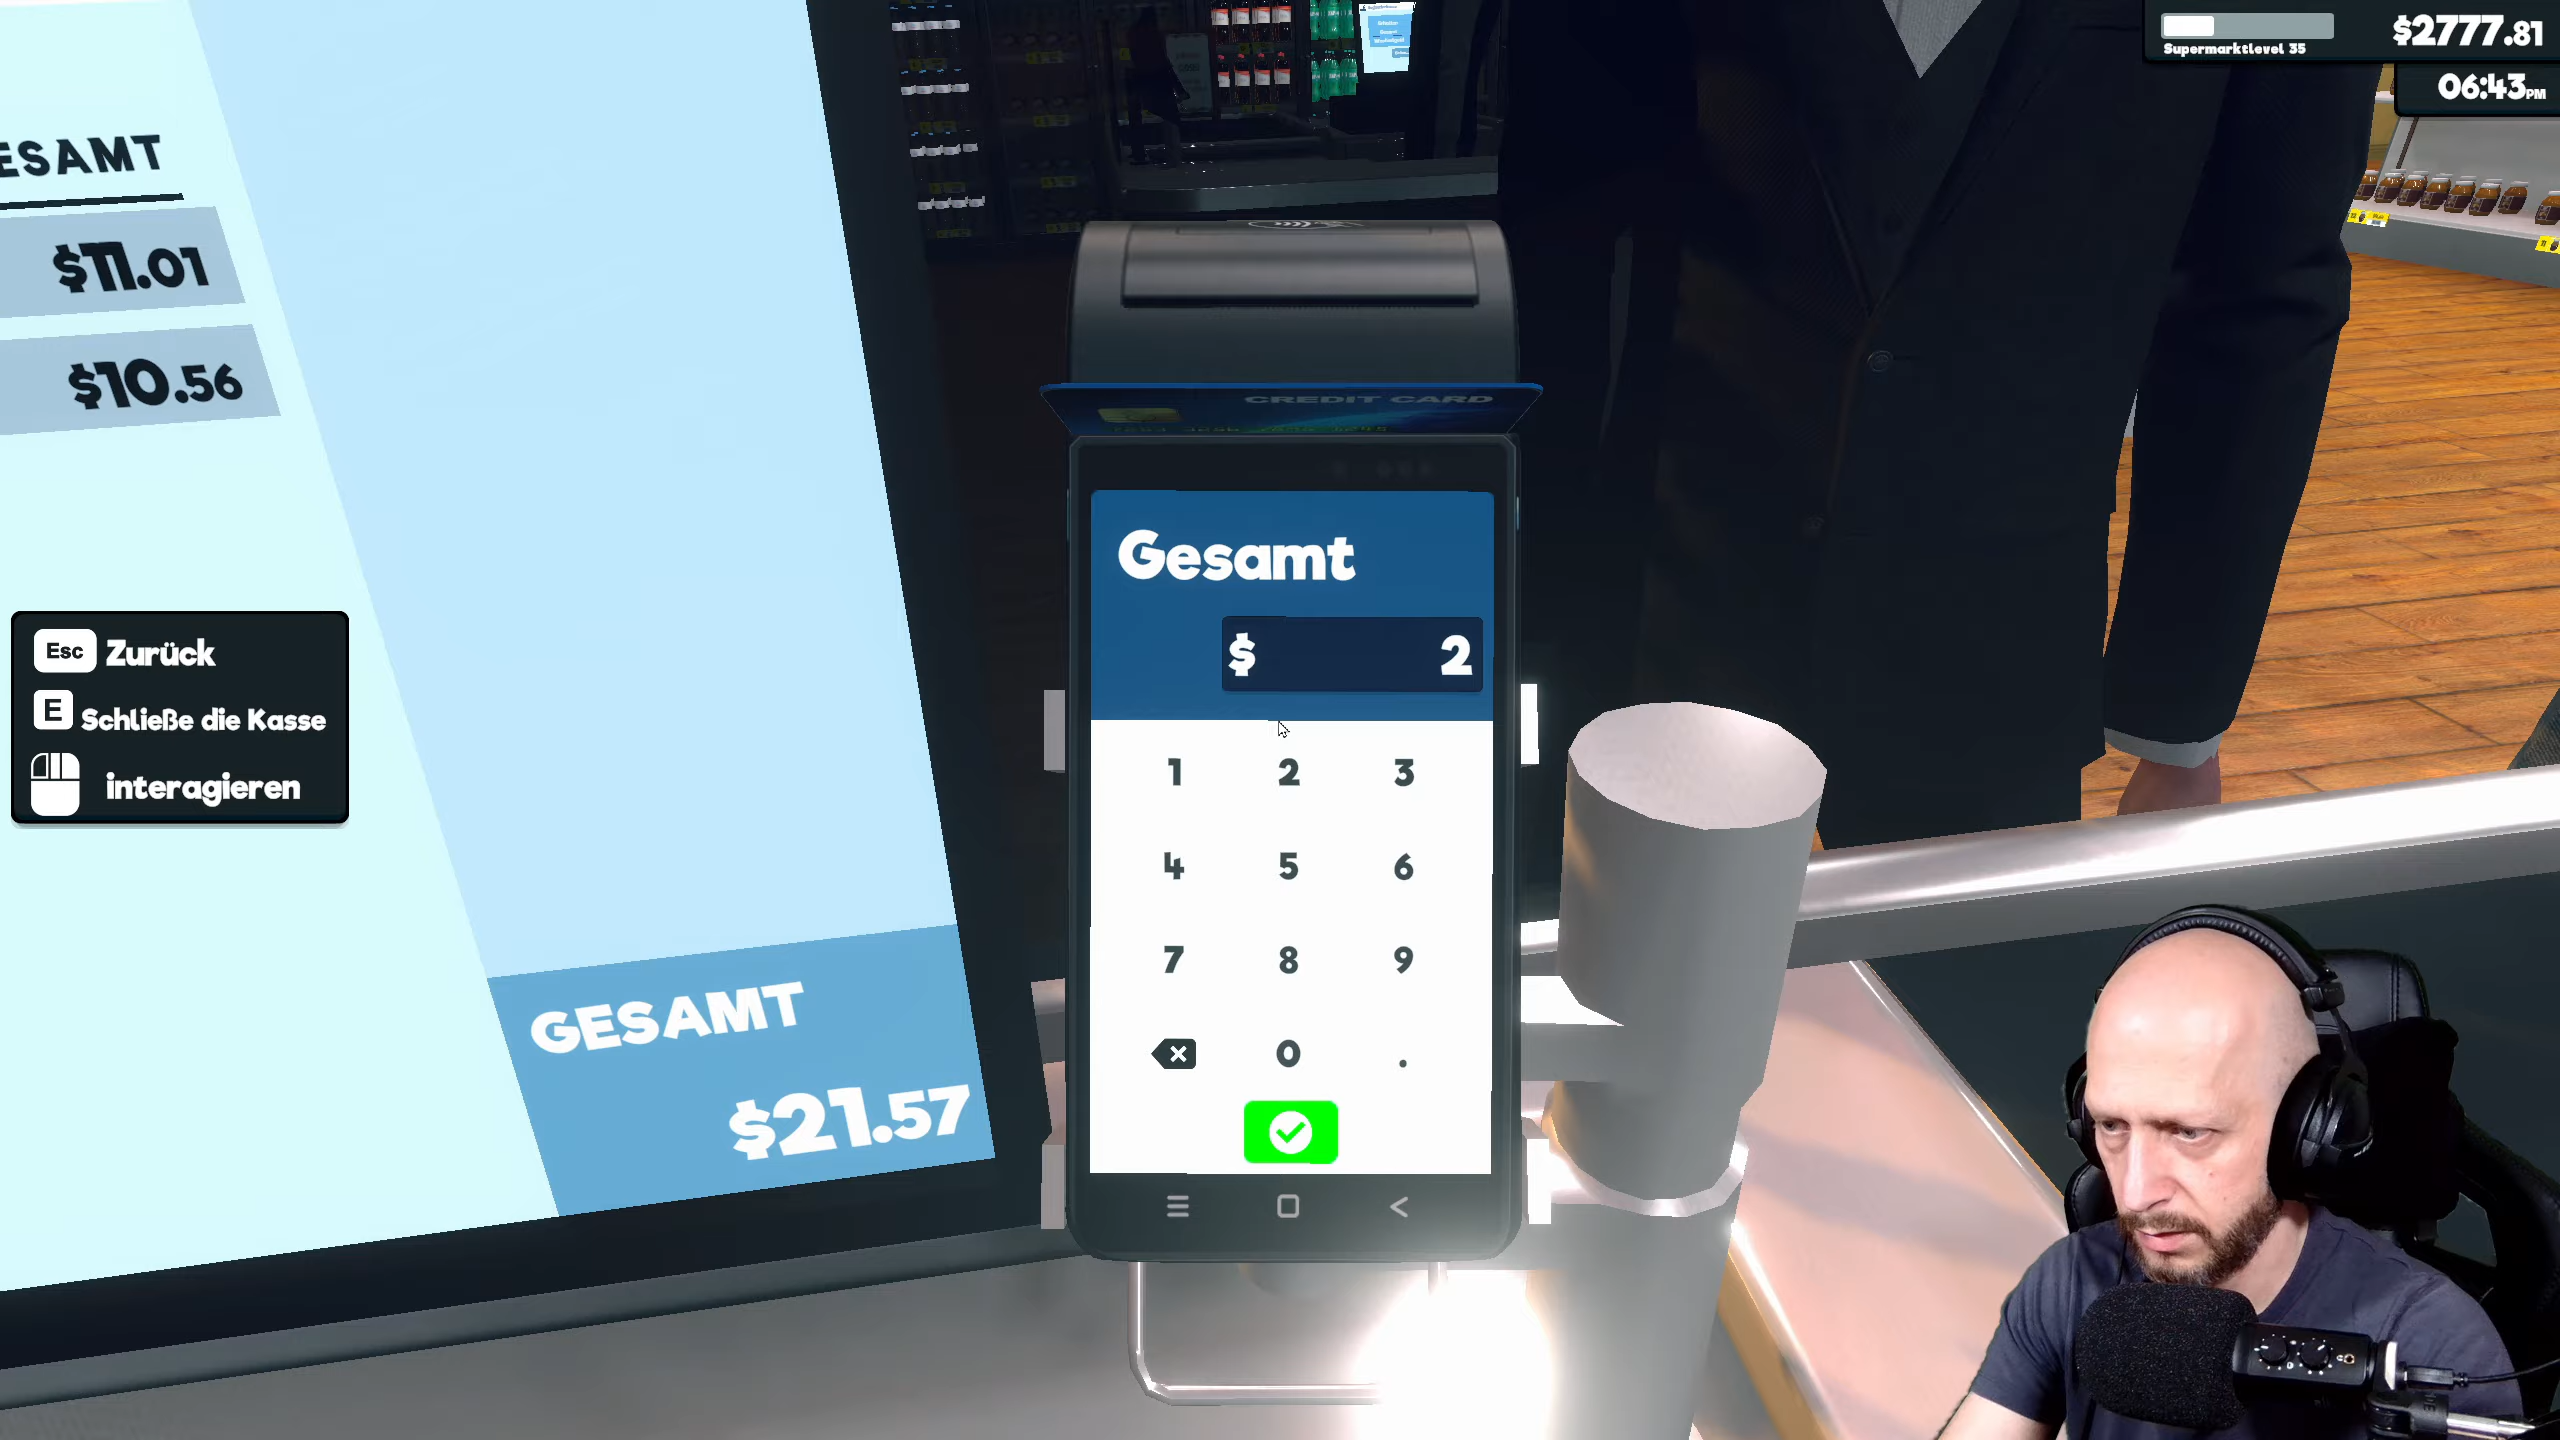 ESAMT
$11.01
$10.56
GESAMT
$21.57
Esc Zurück
E Schließe die Kasse
interagieren
CREDIT CARD
Gesamt
$ 2
1 2 3
4 5 6
7 8 9
0 .
$2777.81
Supermarktlevel 35
06:43PM